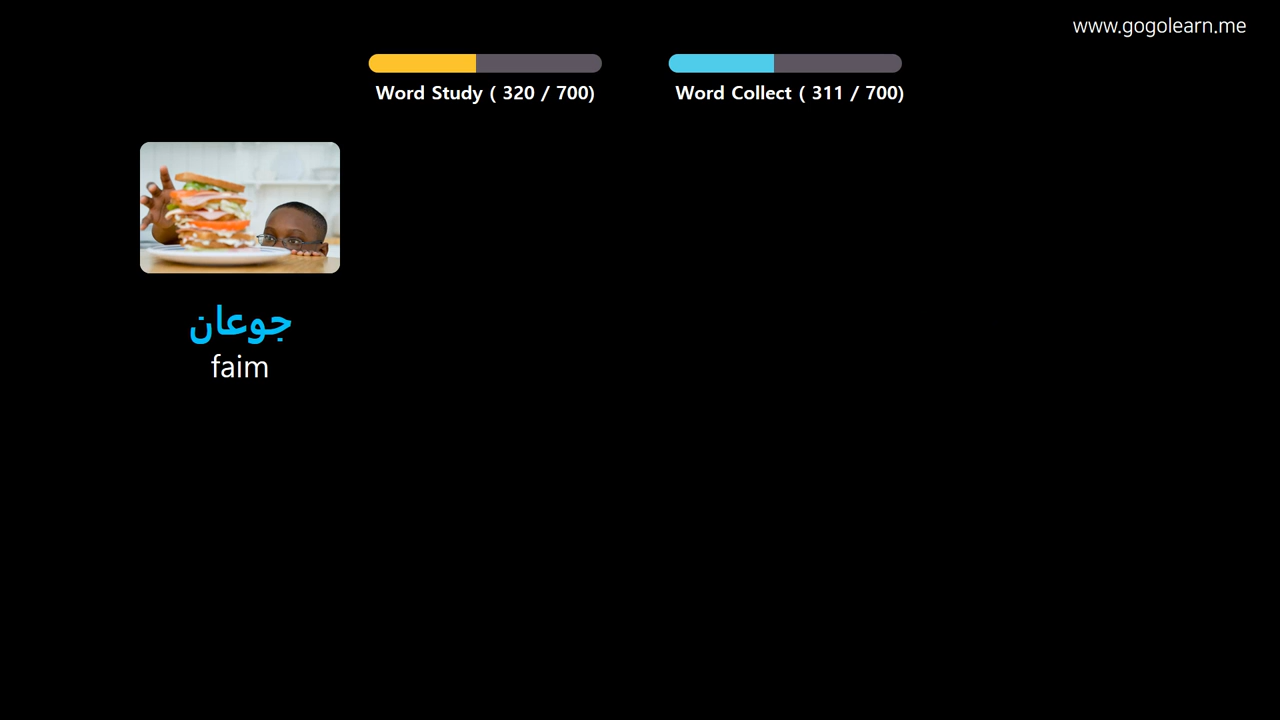 www.gogolearn.me
Word Study ( 320 / 700)
Word Collect ( 311 / 700)
جوعان
faim